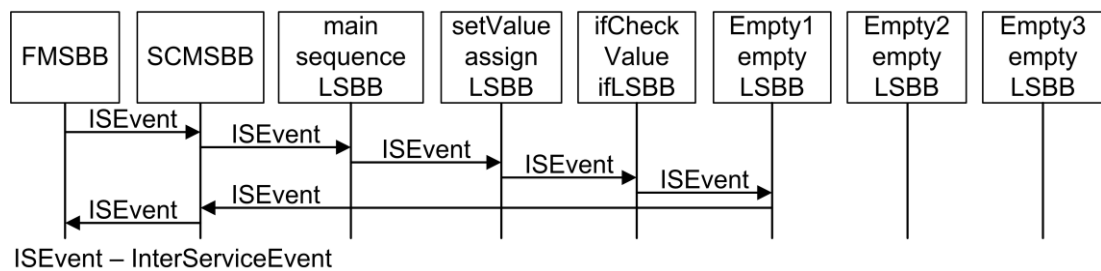 FMSBB
SCMSBB
main
sequence
LSBB
setValue
assign
LSBB
ifCheck
Value
ifLSBB
Empty1
empty
LSBB
Empty2
empty
LSBB
Empty3
empty
LSBB
ISEvent
ISEvent
ISEvent
ISEvent
ISEvent
ISEvent
ISEvent
ISEvent – InterServiceEvent